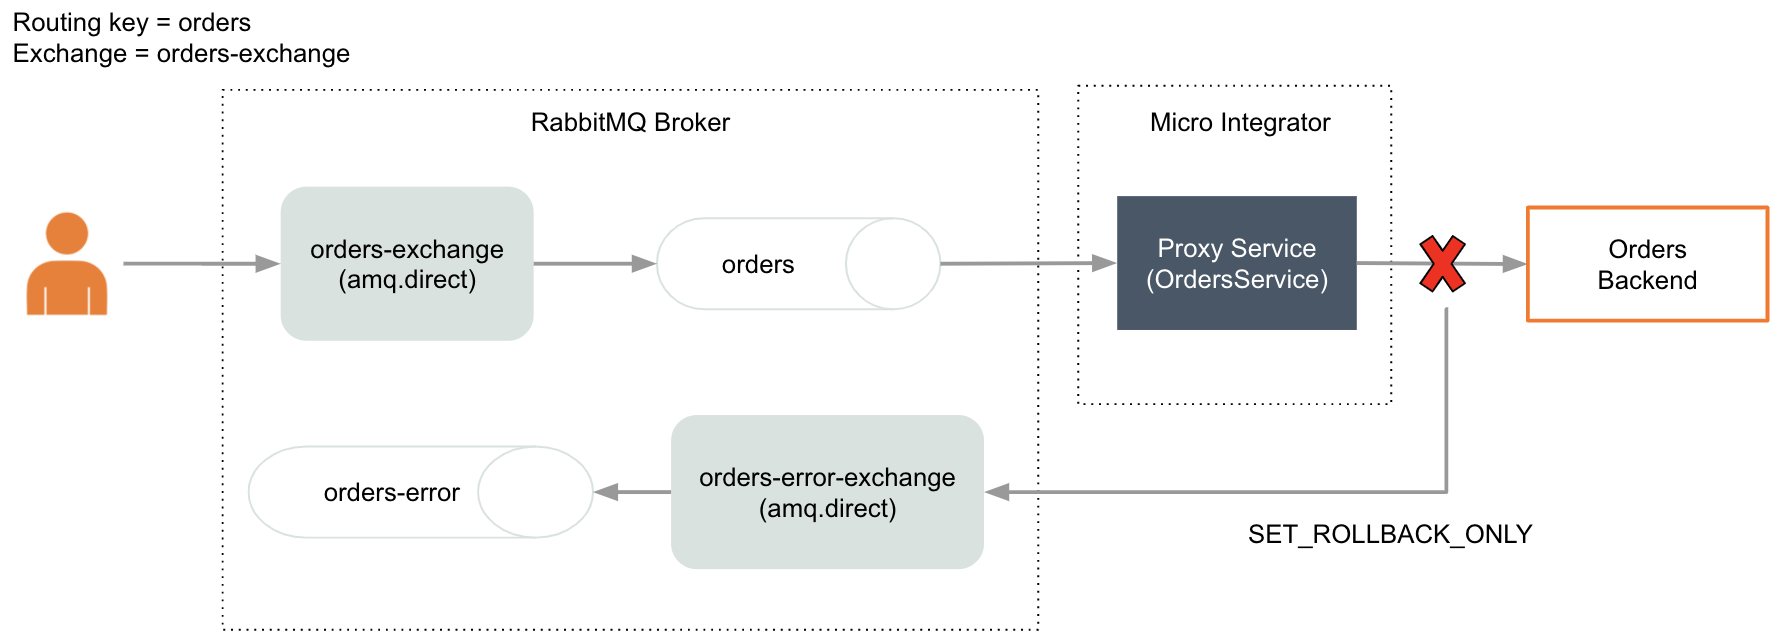 Routing key = orders
Exchange = orders-exchange
RabbitMQ Broker
Micro Integrator
orders-exchange
(amq.direct)
orders
Proxy Service
(OrdersService)
Orders
Backend
orders-error
orders-error-exchange
(amq.direct)
SET_ROLLBACK_ONLY